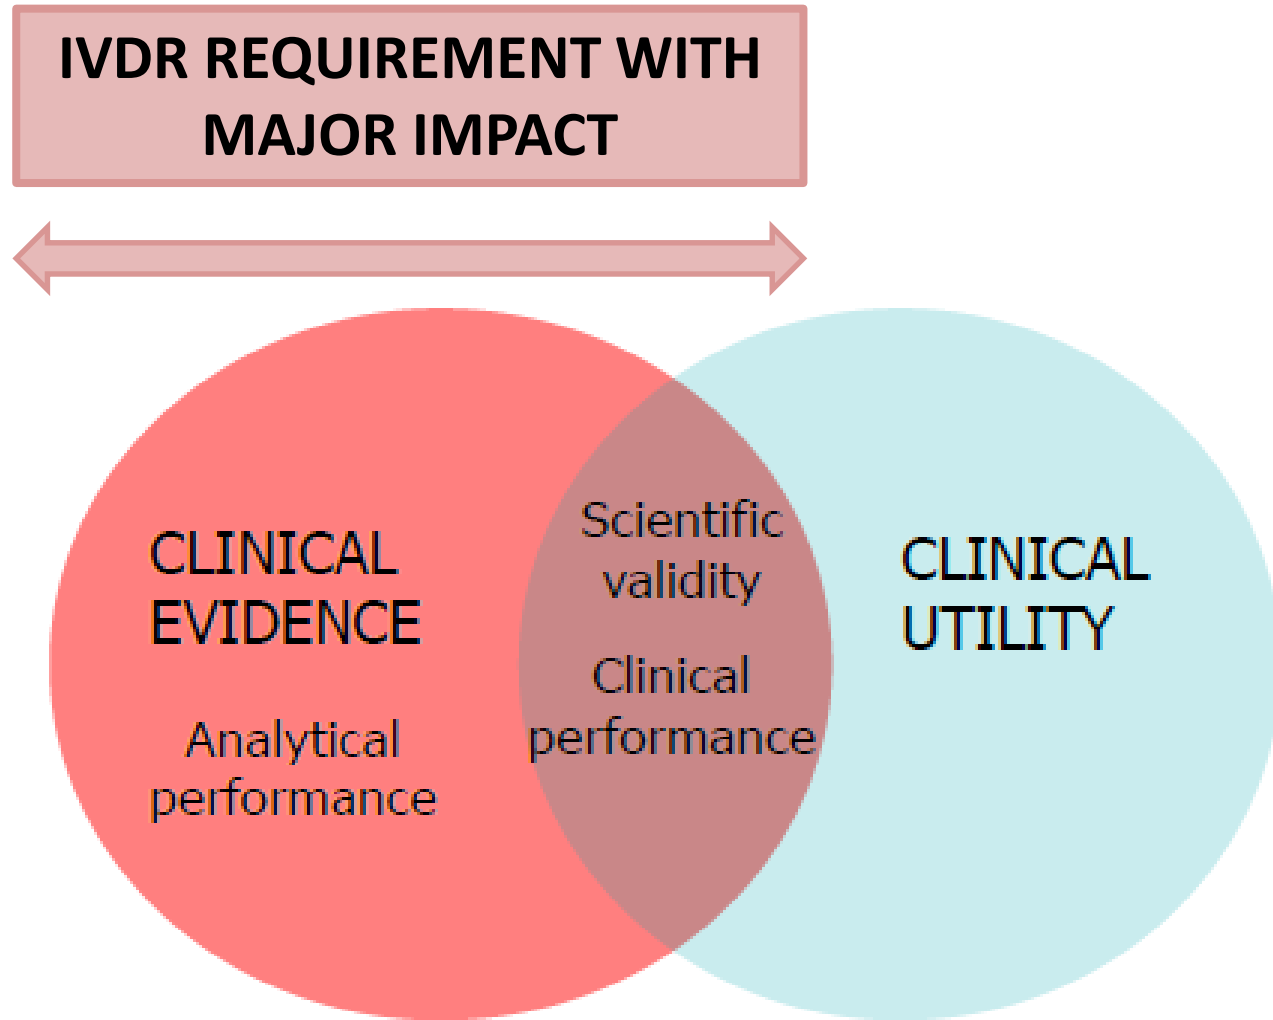 IVDR REQUIREMENT WITH
MAJOR IMPACT
CLINICAL
EVIDENCE
Analytical
performance
Scientific
validity
Clinical
performance
CLINICAL
UTILITY